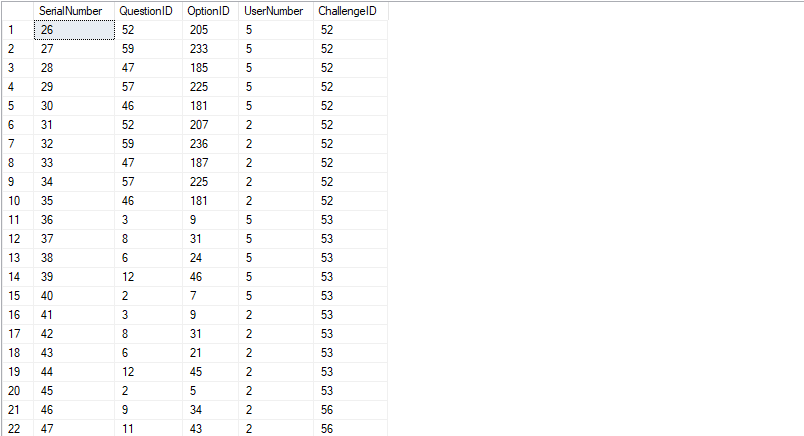 SerialNumber QuestionID OptionID UserNumber ChallengeID
1 26 52 205 5 52
2 27 59 233 5 52
3 28 47 185 5 52
4 29 57 225 5 52
5 30 46 181 5 52
6 31 52 207 2 52
7 32 59 236 2 52
8 33 47 187 2 52
9 34 57 225 2 52
10 35 46 181 2 52
11 36 3 9 5 53
12 37 8 31 5 53
13 38 6 24 5 53
14 39 12 46 5 53
15 40 2 7 5 53
16 41 3 9 2 53
17 42 8 31 2 53
18 43 6 21 2 53
19 44 12 45 2 53
20 45 2 5 2 53
21 46 9 34 2 56
22 47 11 43 2 56